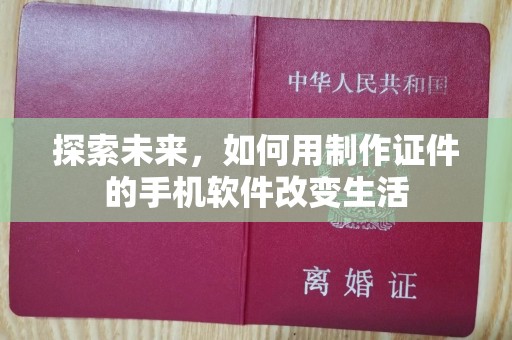 中华人民共和国
探索未来，如何用制作证件
的手机软件改变生活
离婚证